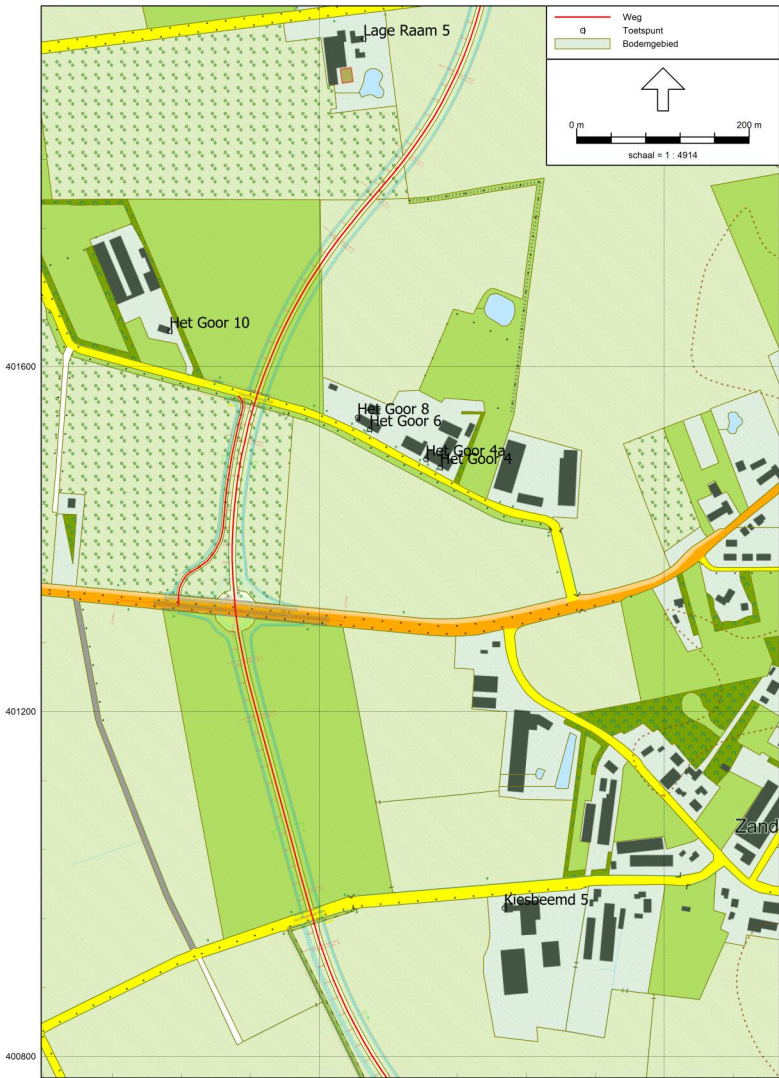 Lage Raam 5
Weg
Toetspunt
Bodemgebied
0 m
200 m
schaal = 1 : 4914
Het Goor 10
401600
Het Goor 8
Het Goor 6
Het Goor 4a
Het Goor 4
401200
Zand
Kiesbeemd 5
400800